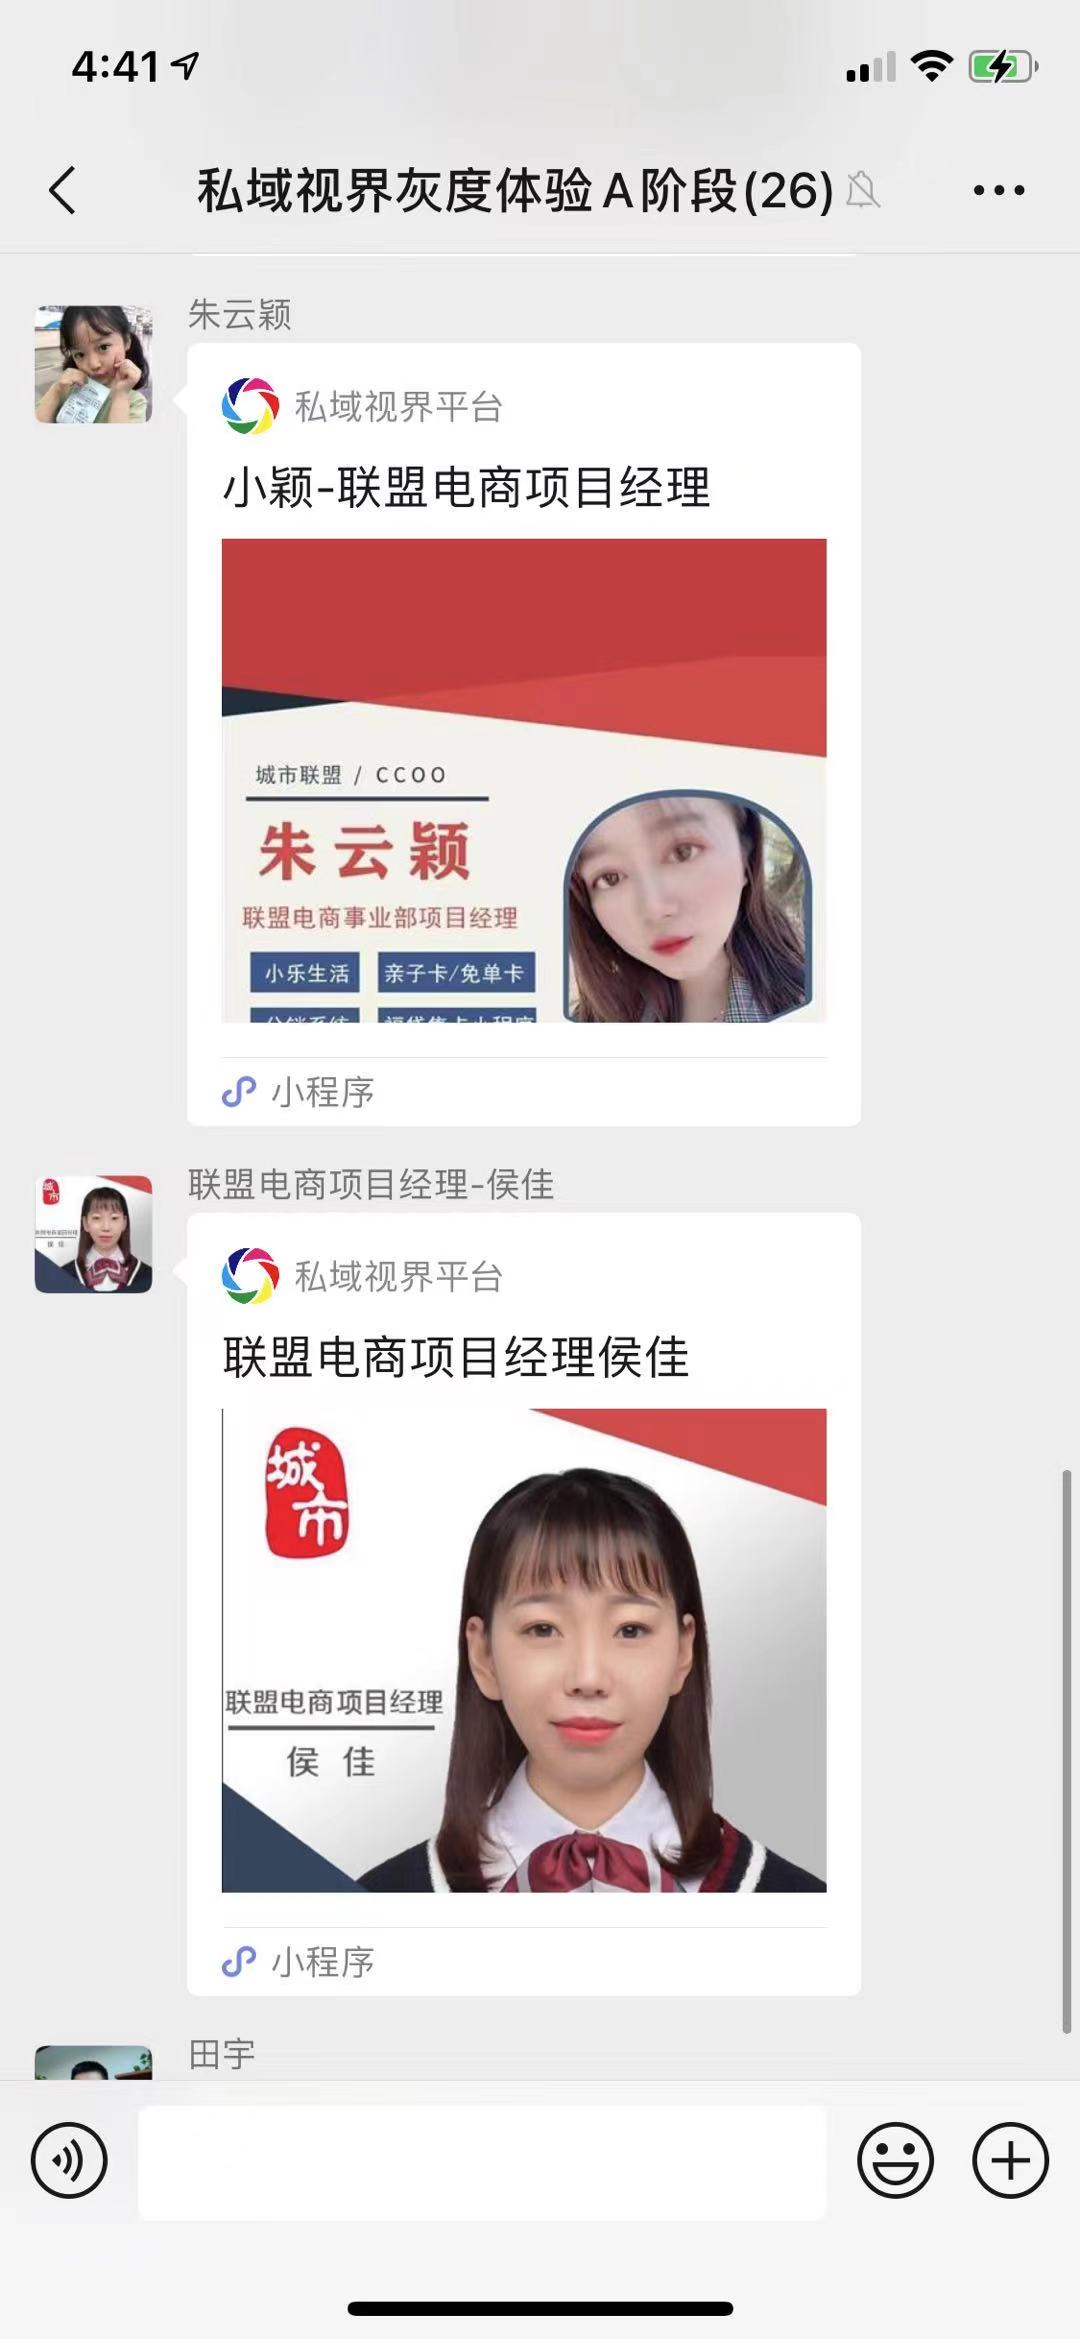 4:41
私域视界灰度体验A阶段(26)
朱云颖
私域视界平台
小颖-联盟电商项目经理
城市联盟 / CCOO
朱云颖
联盟电商事业部项目经理
小乐生活 亲子卡/免单卡
小程序
联盟电商项目经理-侯佳
私域视界平台
联盟电商项目经理侯佳
城市
联盟电商项目经理
侯 佳
小程序
田宇